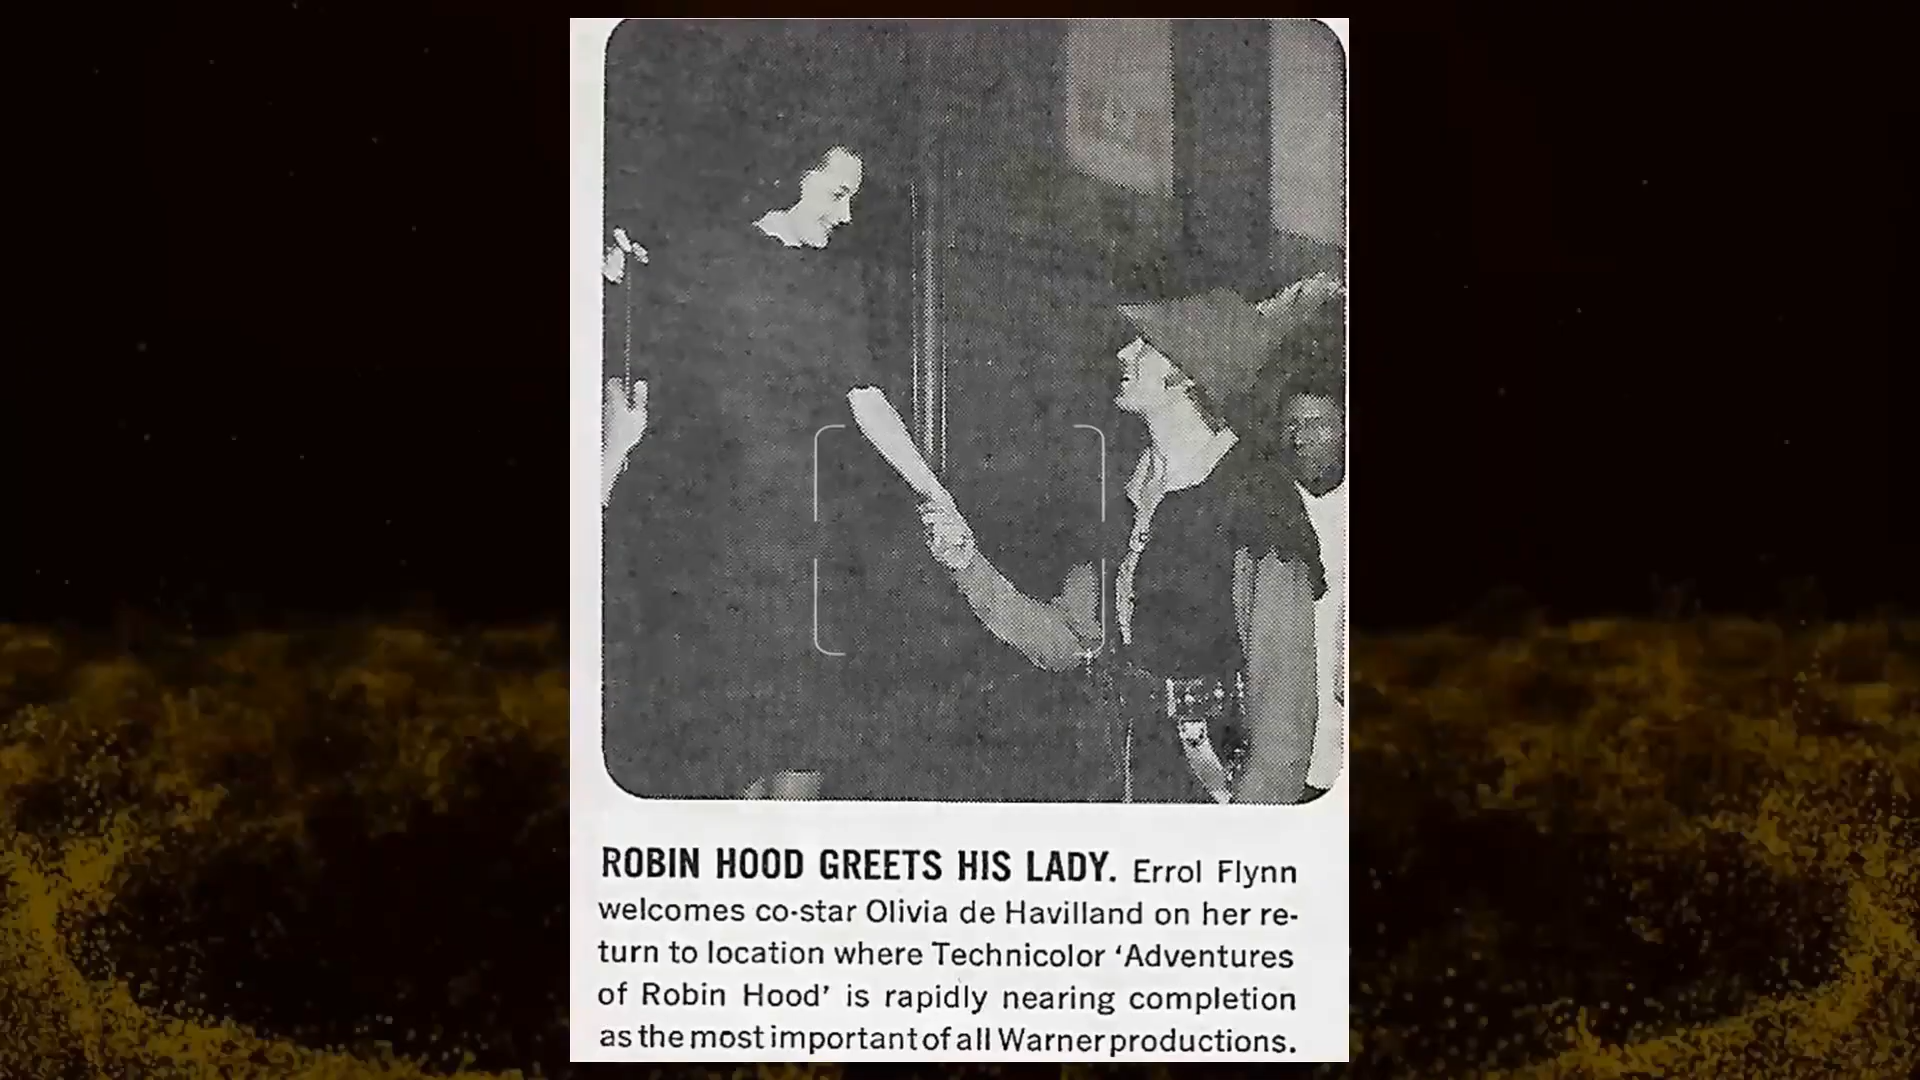 ROBIN HOOD GREETS HIS LADY. Errol Flynn
welcomes co-star Olivia de Havilland on her re-
turn to location where Technicolor ‘Adventures
of Robin Hood’ is rapidly nearing completion
as the most important of all Warner productions.